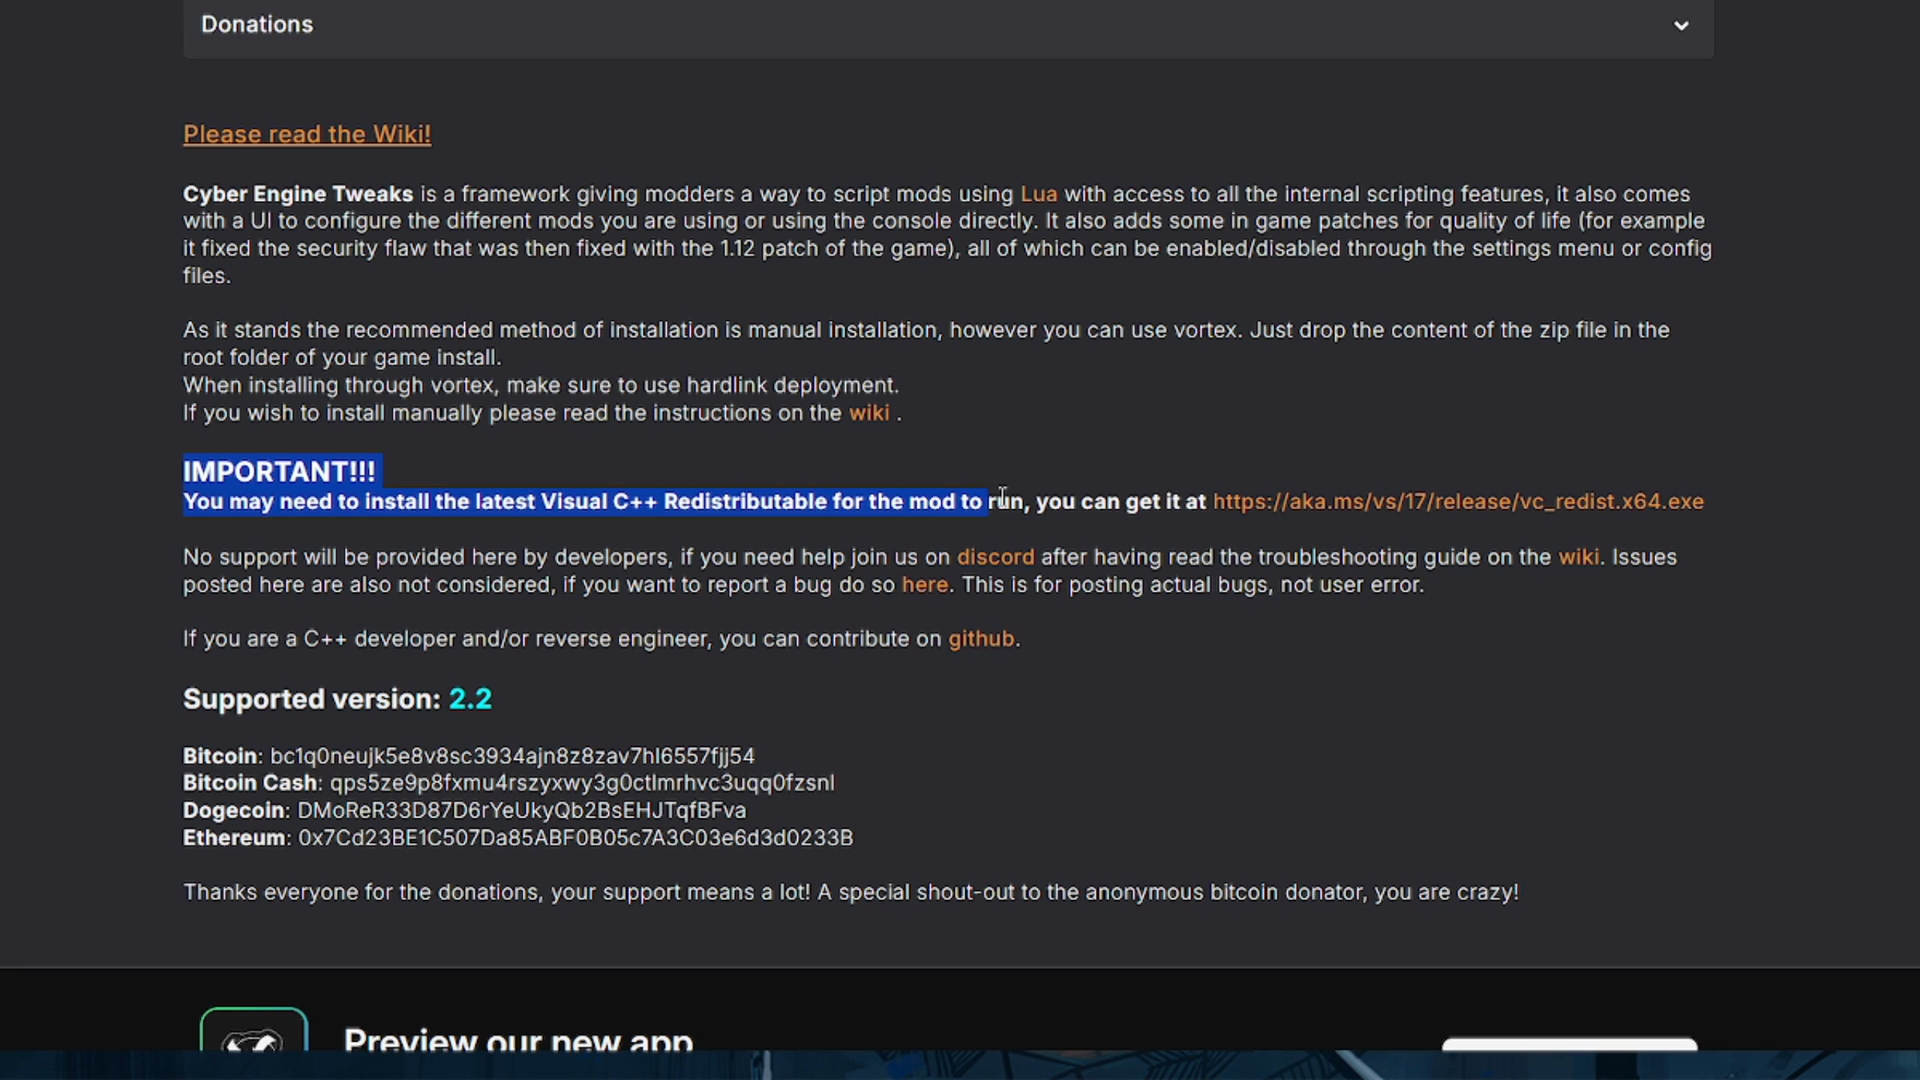 Donations
Please read the Wiki!
Cyber Engine Tweaks is a framework giving modders a way to script mods using Lua with access to all the internal scripting features, it also comes
with a UI to configure the different mods you are using or using the console directly. It also adds some in game patches for quality of life (for example
it fixed the security flaw that was then fixed with the 1.12 patch of the game), all of which can be enabled/disabled through the settings menu or config
files.
As it stands the recommended method of installation is manual installation, however you can use vortex. Just drop the content of the zip file in the
root folder of your game install.
When installing through vortex, make sure to use hardlink deployment.
If you wish to install manually please read the instructions on the wiki .
IMPORTANT!!!
You may need to install the latest Visual C++ Redistributable for the mod to run, you can get it at https://aka.ms/vs/17/release/vc_redist.x64.exe
No support will be provided here by developers, if you need help join us on discord after having read the troubleshooting guide on the wiki. Issues
posted here are also not considered, if you want to report a bug do so here. This is for posting actual bugs, not user error.
If you are a C++ developer and/or reverse engineer, you can contribute on github.
Supported version: 2.2
Bitcoin: bc1q0neujk5e8v8sc3934ajn8z8zav7hl6557fjj54
Bitcoin Cash: qps5ze9p8fxmu4rszyxwy3g0ctlmrhvc3uqq0fzsnl
Dogecoin: DMoReR33D87D6rYeUkyQb2BsEHJTqfBFva
Ethereum: 0x7Cd23BE1C507Da85ABF0B05c7A3C03e6d3d0233B
Thanks everyone for the donations, your support means a lot! A special shout-out to the anonymous bitcoin donator, you are crazy!
Preview our new app